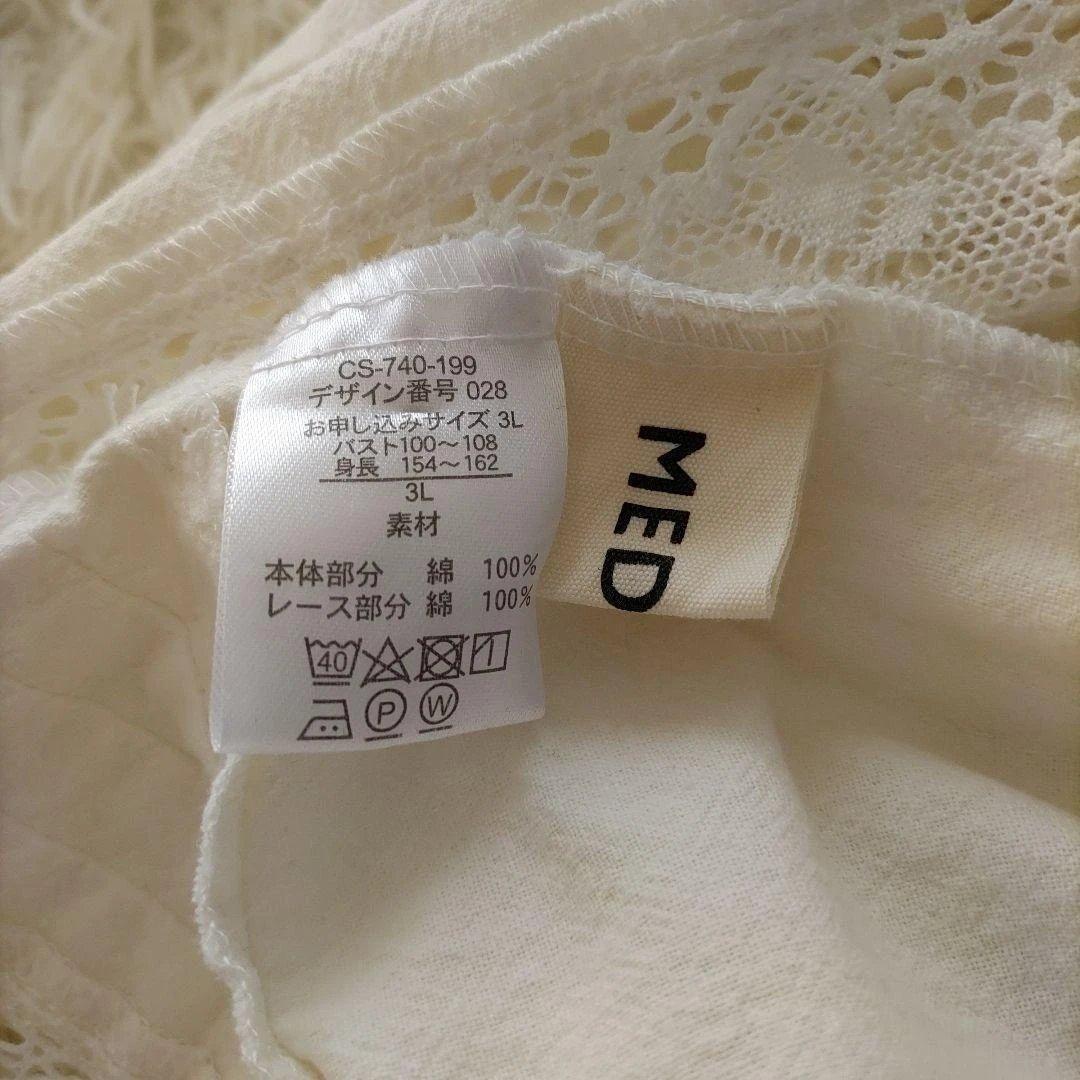 CS-740-199
デザイン番号 028
お申し込みサイズ 3L
バスト100～108
身長 154～162
3L
素材
本体部分 綿 100%
レース部分 綿 100%
40
P W
MED